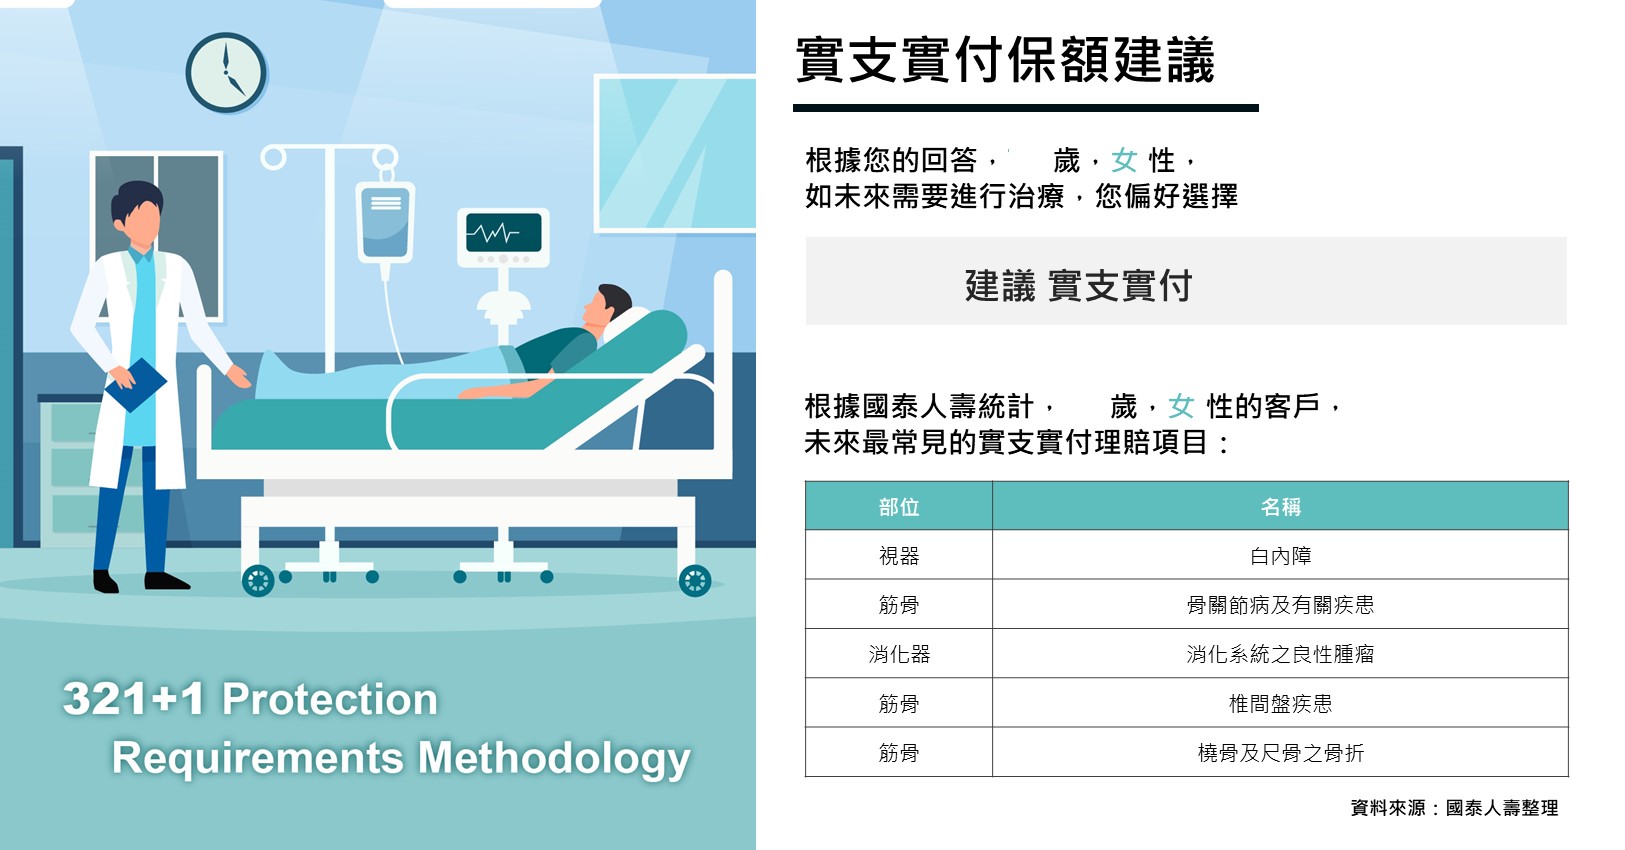 321+1 Protection
Requirements Methodology
實支實付保額建議
根據您的回答， 歲，女 性，
如未來需要進行治療，您偏好選擇
建議 實支實付
根據國泰人壽統計， 歲，女 性的客戶，
未來最常見的實支實付理賠項目：
部位 名稱
視器 白內障
筋骨 骨關節病及有關疾患
消化器 消化系統之良性腫瘤
筋骨 椎間盤疾患
筋骨 橈骨及尺骨之骨折
資料來源：國泰人壽整理